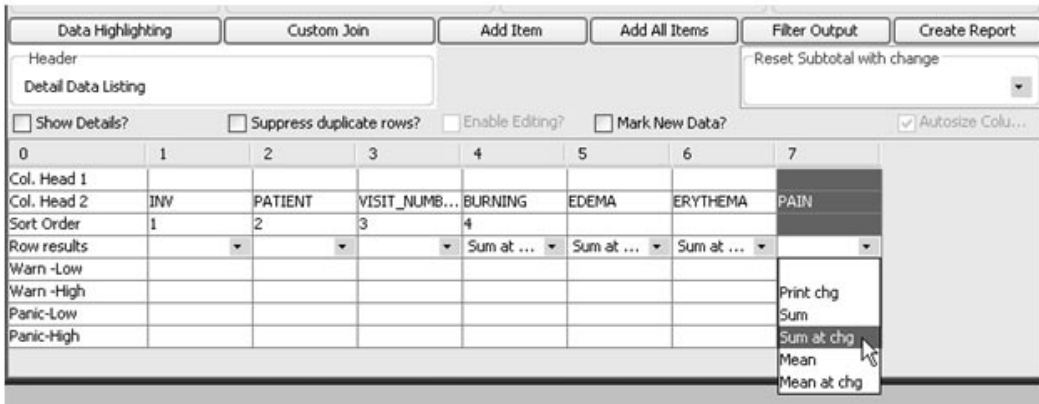 Data Highlighting Custom Join Add Item Add All Items Filter Output Create Report
Header Reset Subtotal with change
Detail Data Listing
Show Details? Suppress duplicate rows? Enable Editing? Mark New Data? Autosize Colu...
0 1 2 3 4 5 6 7
Col. Head 1
Col. Head 2 INV PATIENT VISIT_NUMB... BURNING EDEMA ERYTHEMA PAIN
Sort Order 1 2 3 4
Row results Sum at ... Sum at ... Sum at ...
Warn -Low
Warn -High Print chg
Panic-Low Sum
Panic-High Sum at chg
Mean
Mean at chg